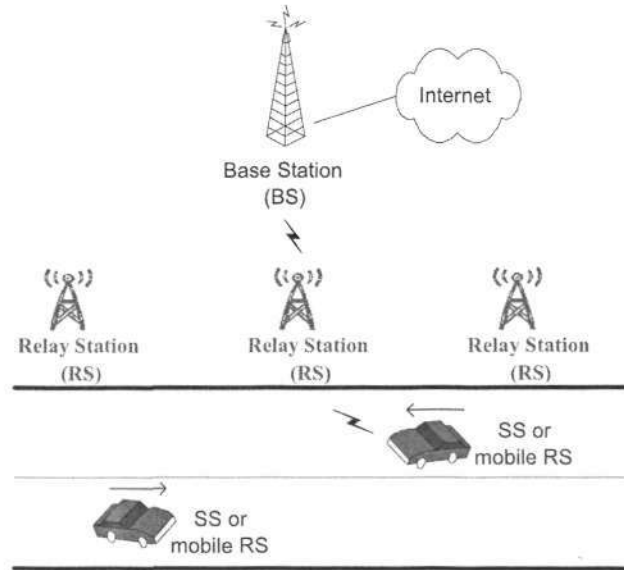 Internet
Base Station
(BS)
Relay Station
(RS)
Relay Station
(RS)
Relay Station
(RS)
SS or
mobile RS
SS or
mobile RS